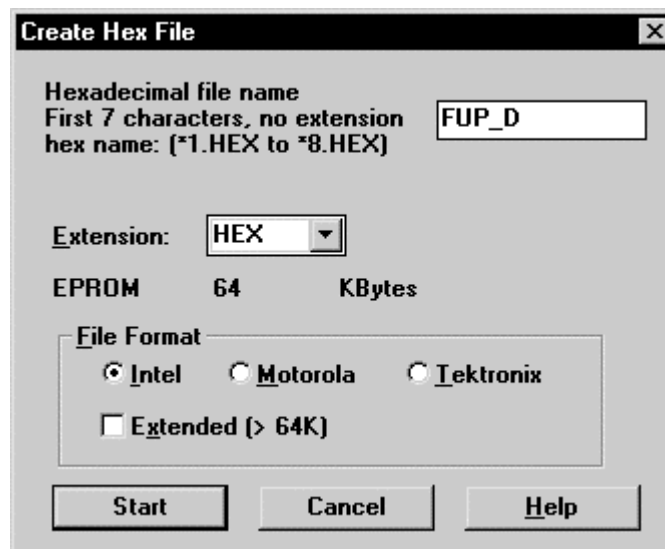 Create Hex File
Hexadecimal file name
First 7 characters, no extension
hex name: (*1.HEX to *8.HEX)
FUP_D
Extension: HEX
EPROM 64 KBytes
File Format
Intel Motorola Tektronix
Extended (> 64K)
Start Cancel Help